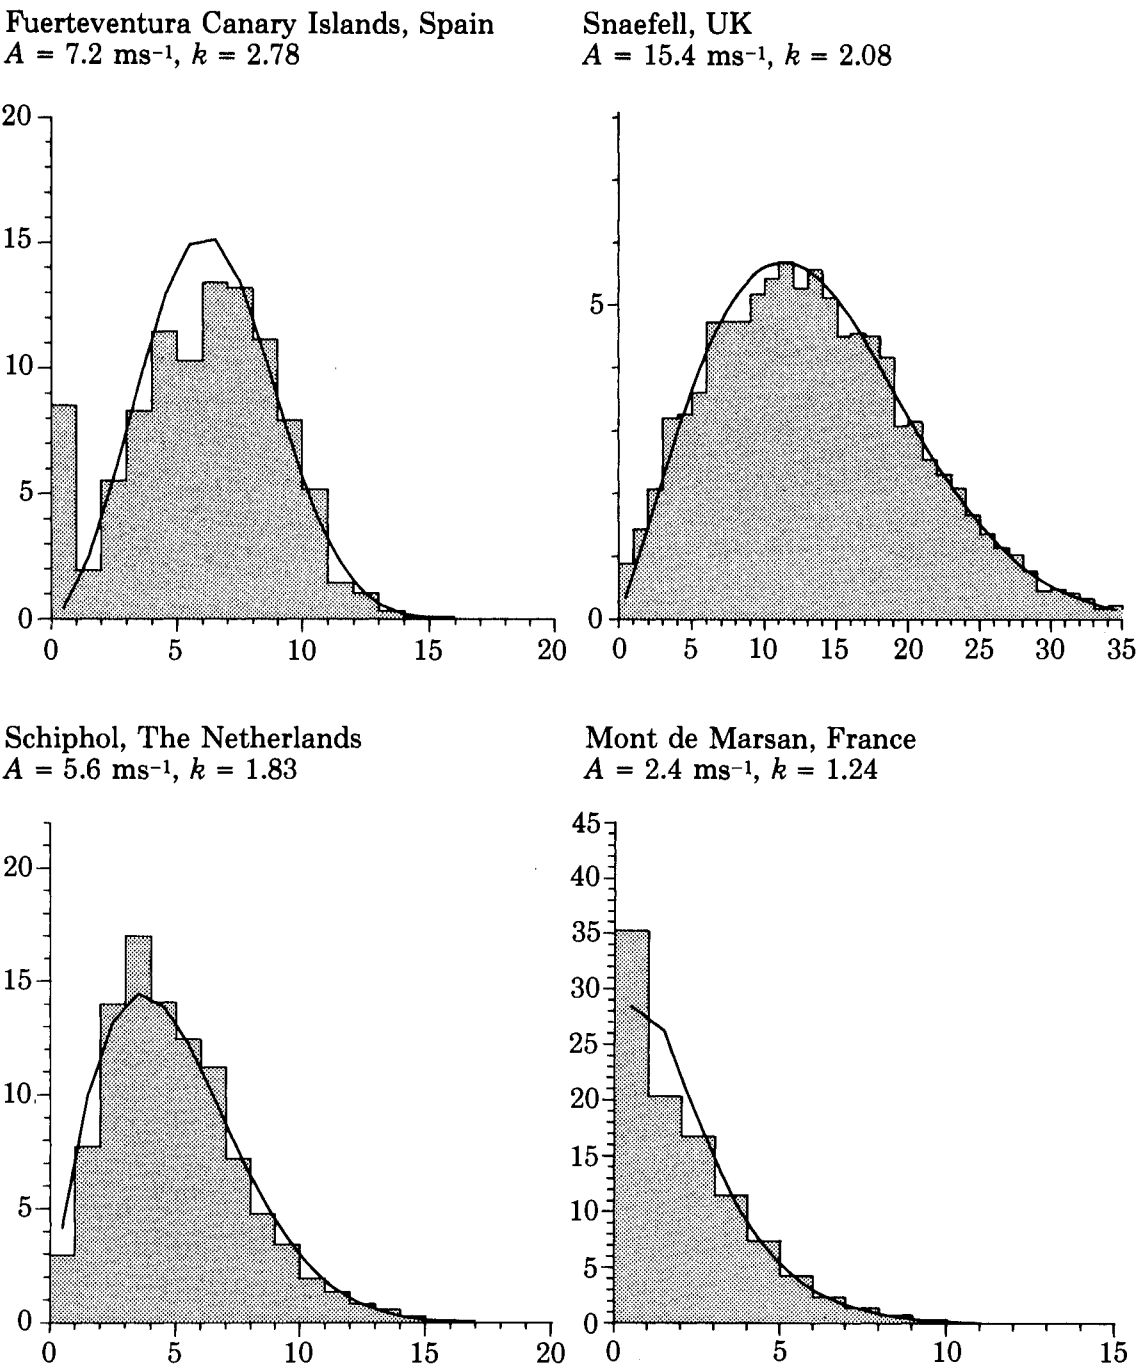 Fuerteventura Canary Islands, Spain
A = 7.2 ms⁻¹, k = 2.78
20
15
10
5
0
0 5 10 15 20
Snaefell, UK
A = 15.4 ms⁻¹, k = 2.08
5
0
0 5 10 15 20 25 30 35
Schiphol, The Netherlands
A = 5.6 ms⁻¹, k = 1.83
20
15
10
5
0
0 5 10 15 20
Mont de Marsan, France
A = 2.4 ms⁻¹, k = 1.24
45
40
35
30
25
20
15
10
5
0
0 5 10 15